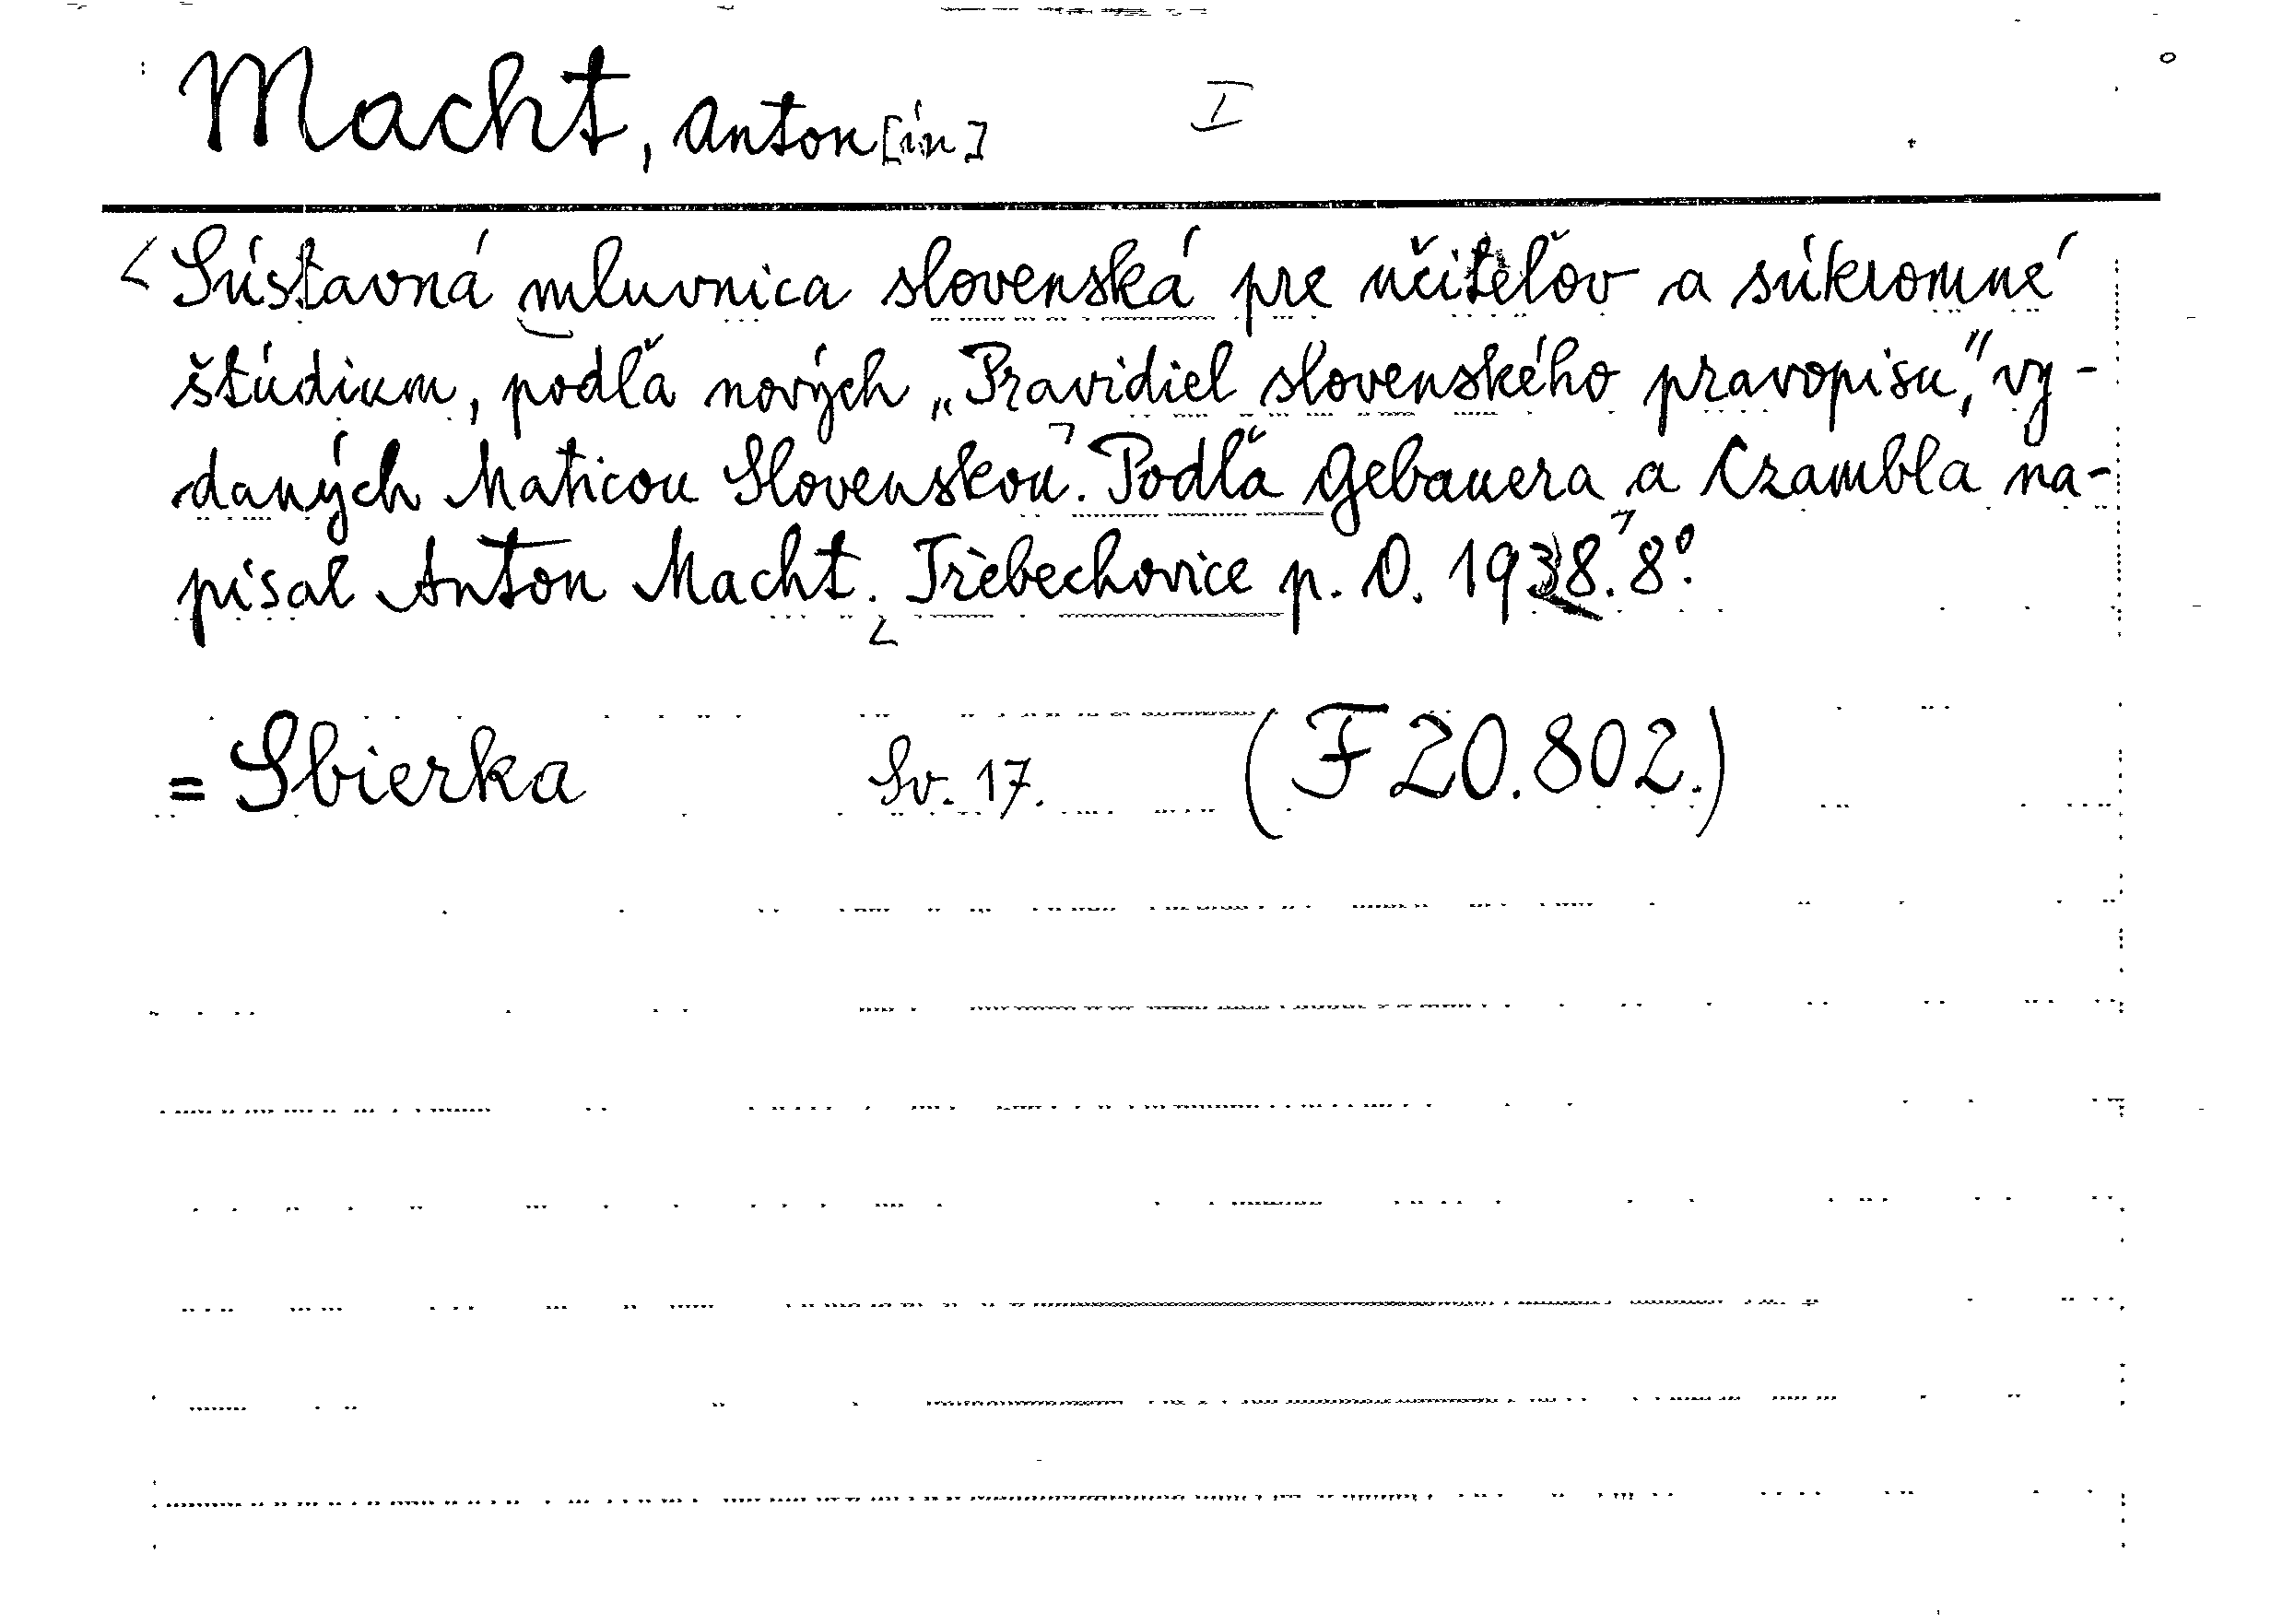 Macht, Anton[ín] I
Sústavná mluvnica slovenská pre učiteľov a súkromné
štúdium, podľa nových „Pravidiel slovenského pravopisu,“ vy-
daných Maticou Slovenskou. Podľa Gebauera a Czambla na-
písal Anton Macht. Třebechovice p. O. 1938. 8°.
= Sbierka Sv. 17. (F 20.802.)